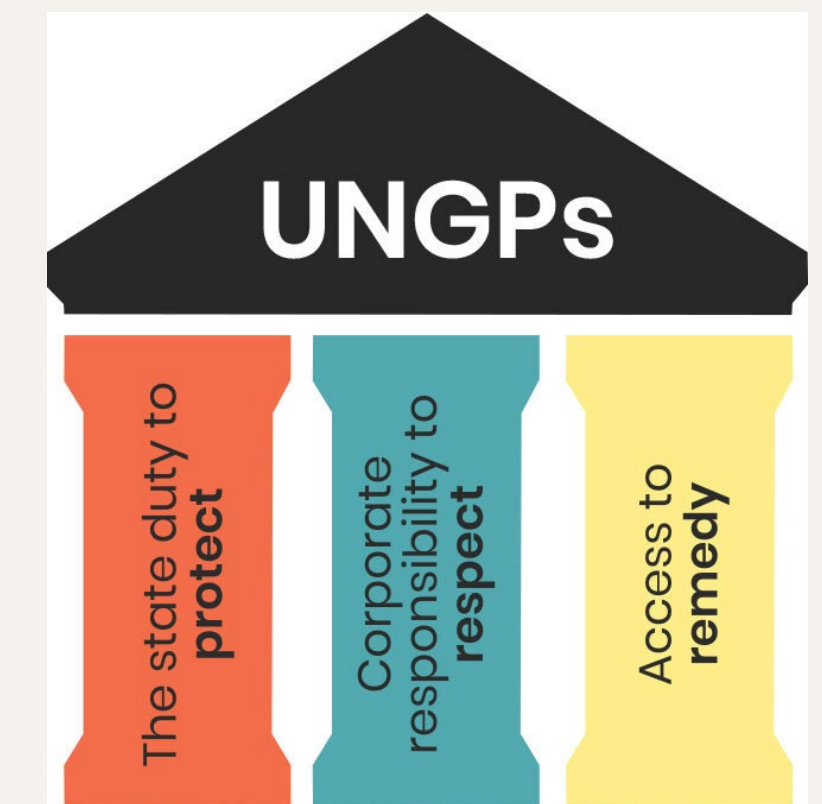 UNGPs
The state duty to
protect
Corporate
responsibility to
respect
Access to
remedy